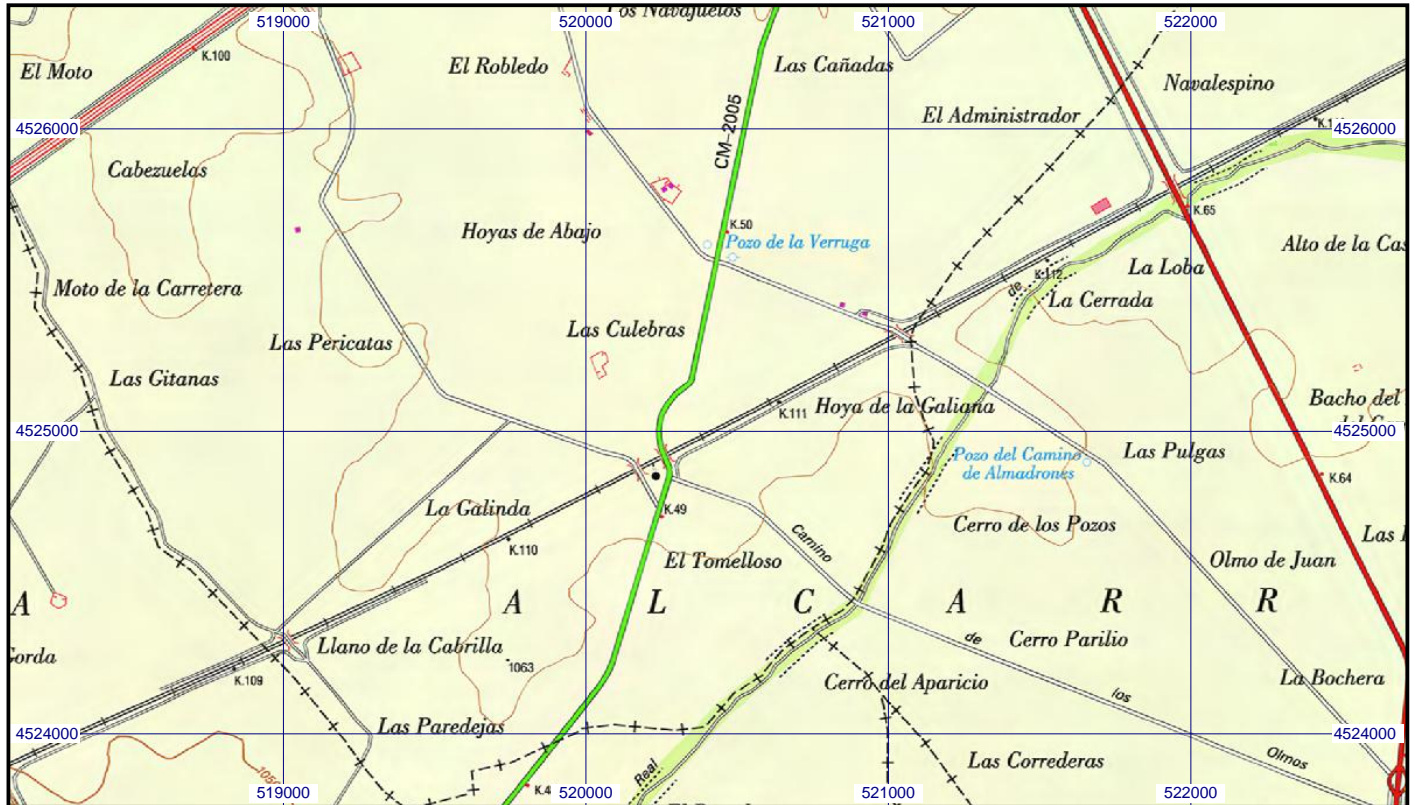 519000
520000
521000
522000
Los Navajuelos
K.100
El Moto
El Robledo
Las Cañadas
Navalespino
CM-2005
El Administrador
4526000
4526000
Cabezuelas
K.50
K.65
Hoyas de Abajo
Pozo de la Verruga
Alto de la Cas
La Loba
K.112
Moto de la Carretera
de
La Cerrada
Las Culebras
Las Pericatas
Las Gitanas
Bacho del
K.111
Hoya de la Galiana
4525000
4525000
Pozo del Camino
de Almadrones
Las Pulgas
K.64
La Galinda
K.49
Camino
Cerro de los Pozos
Las
K.110
El Tomelloso
Olmo de Juan
A A L C A R R
Llano de la Cabrilla
Cerro Parilio
de
Gorda
1063
K.109
Cerro del Aparicio
los
La Bochera
Las Paredejas
4524000
4524000
Las Correderas
Olmos
Real
105
K.4
519000
520000
521000
522000